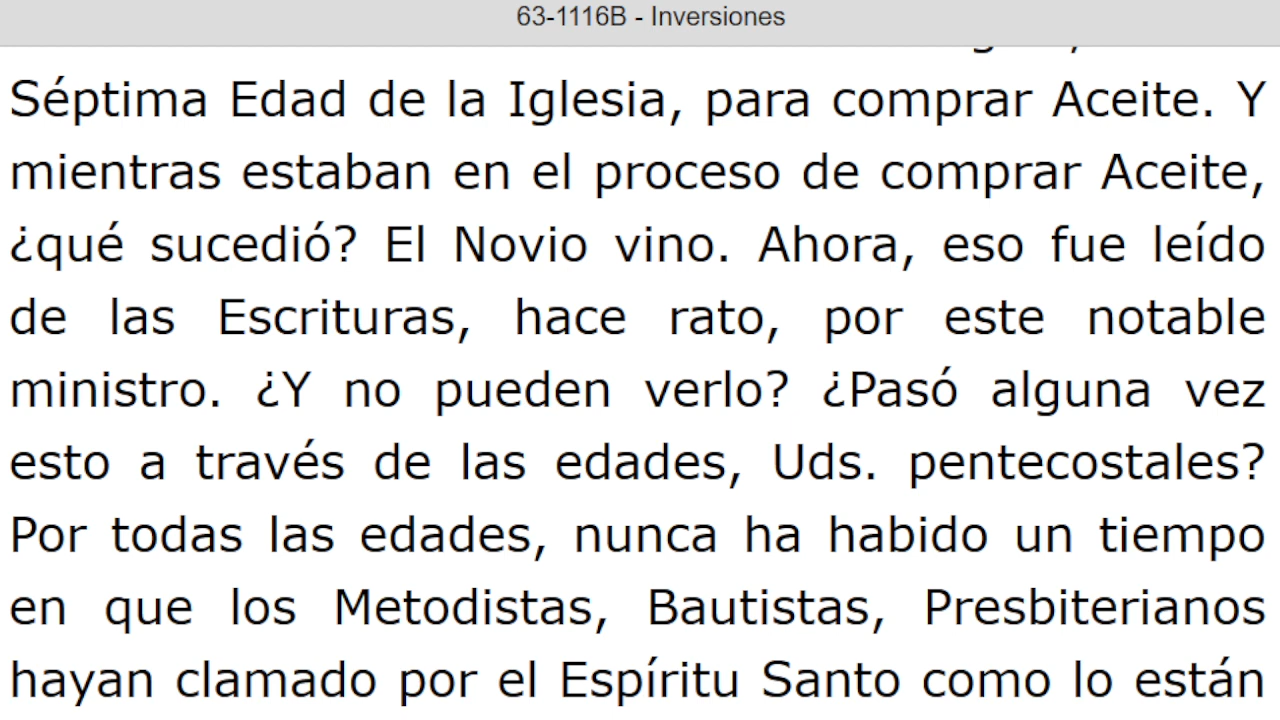 63-1116B - Inversiones
Séptima Edad de la Iglesia, para comprar Aceite. Y
mientras estaban en el proceso de comprar Aceite,
¿qué sucedió? El Novio vino. Ahora, eso fue leído
de las Escrituras, hace rato, por este notable
ministro. ¿Y no pueden verlo? ¿Pasó alguna vez
esto a través de las edades, Uds. pentecostales?
Por todas las edades, nunca ha habido un tiempo
en que los Metodistas, Bautistas, Presbiterianos
hayan clamado por el Espíritu Santo como lo están